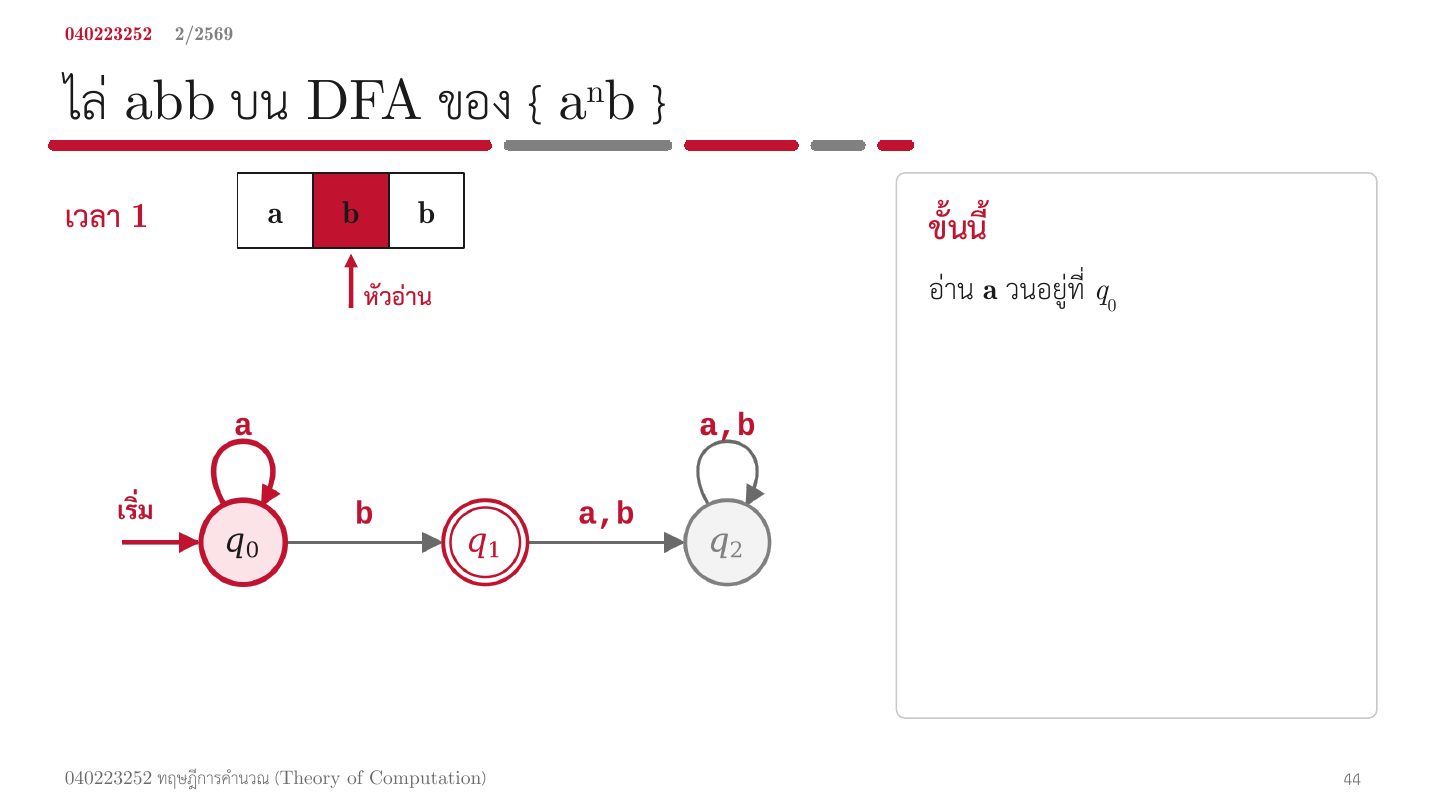 040223252 2/2569
ไล่ abb บน DFA ของ { aⁿb }
เวลา 1
a b b
หัวอ่าน
ขั้นนี้
อ่าน a วนอยู่ที่ q₀
a
a,b
เริ่ม
b
a,b
q₀
q₁
q₂
040223252 ทฤษฎีการคำนวณ (Theory of Computation)
44